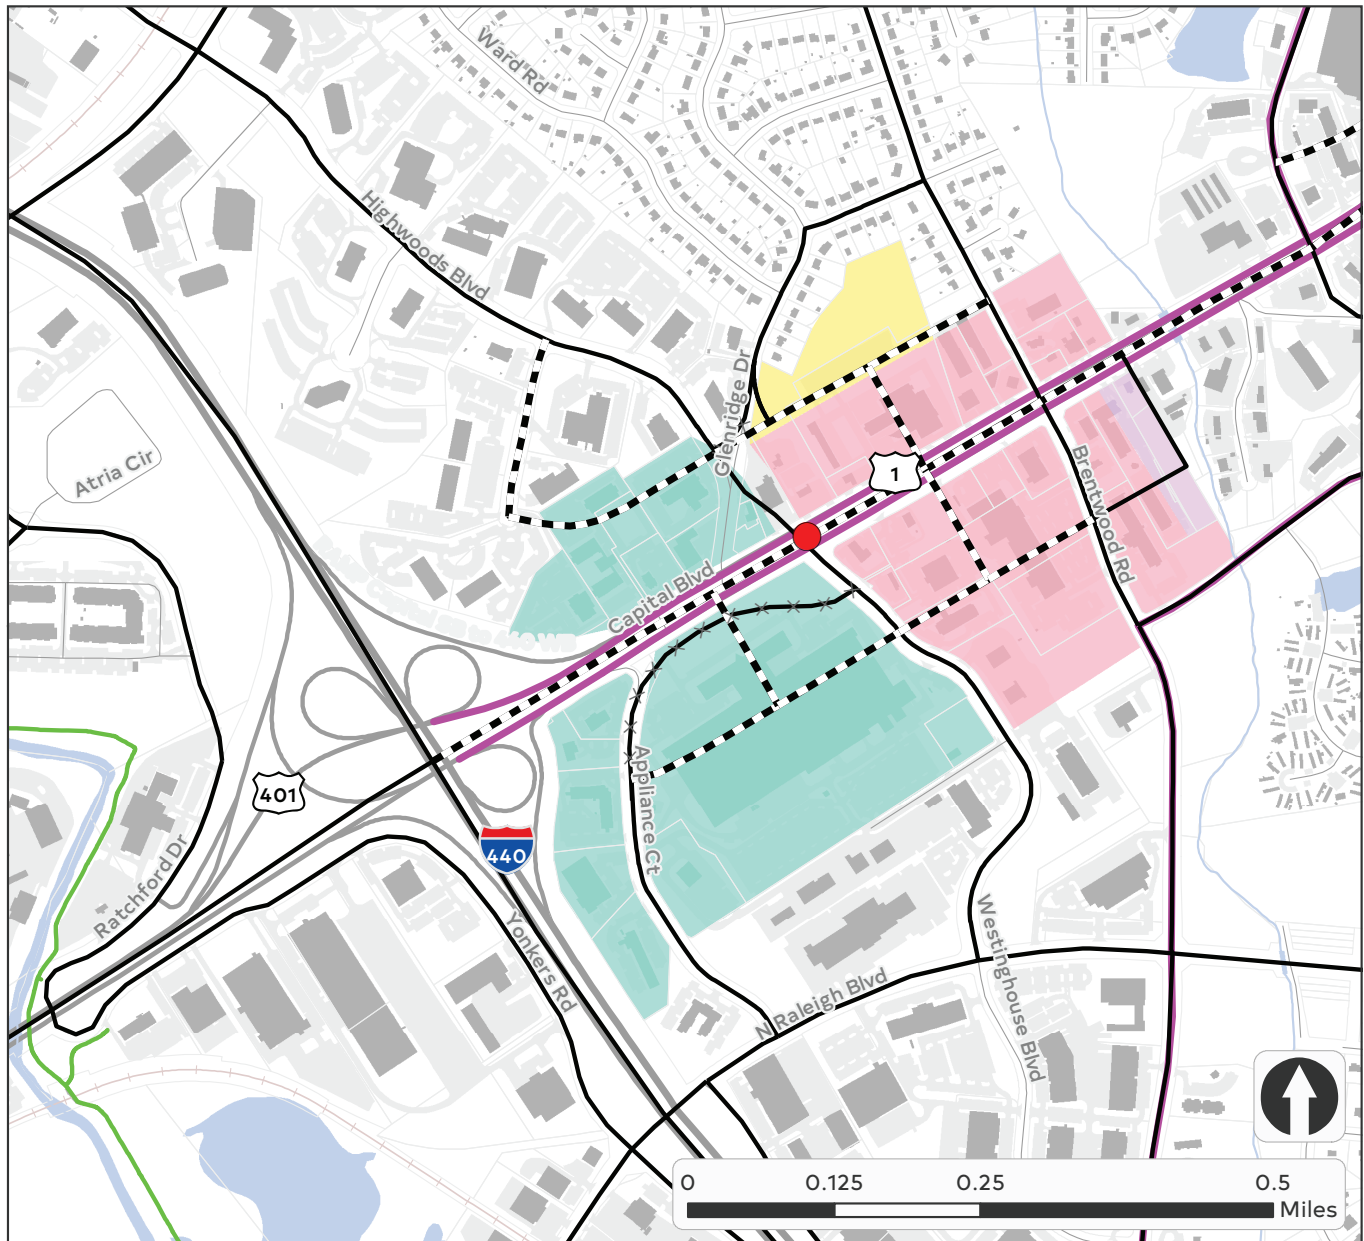 Ward Rd
Highwoods Blvd
Glenridge Dr
1
Atria Cir
Brentwood Rd
Capital Blvd
401
Appliance Ct
440
Ratchford Dr
Yonkers Rd
Westinghouse Blvd
N Raleigh Blvd
0 0.125 0.25 0.5
Miles